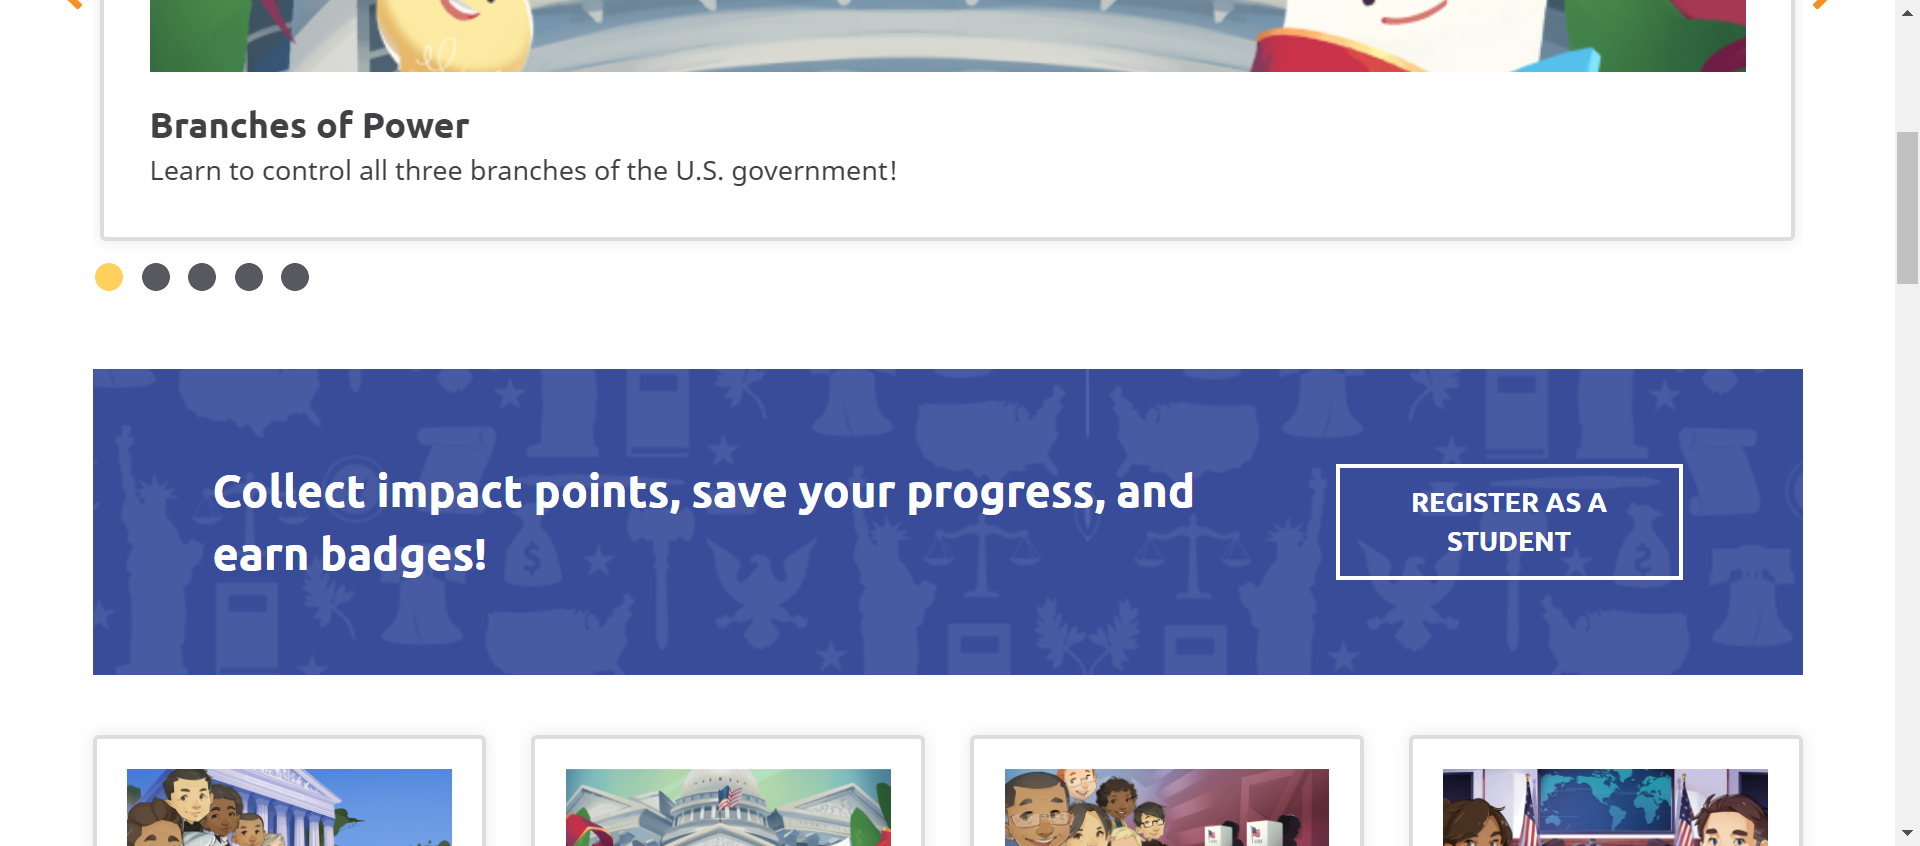 Branches of Power
Learn to control all three branches of the U.S. government!
Collect impact points, save your progress, and
earn badges!
REGISTER AS A
STUDENT